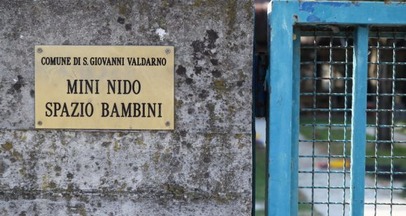 COMUNE DI S. GIOVANNI VALDARNO
MINI NIDO
SPAZIO BAMBINI